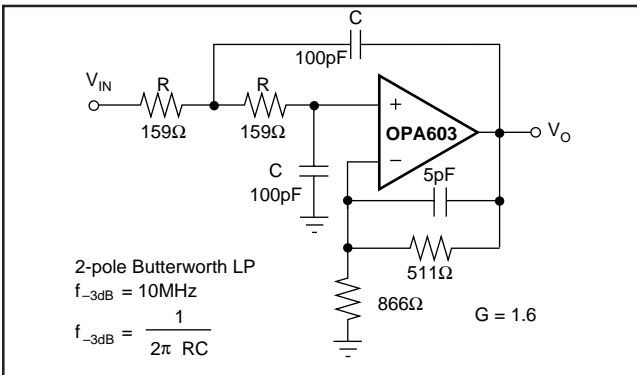 C
100pF
V_IN
R
R
159Ω
159Ω
+
OPA603
−
V_O
C
100pF
5pF
511Ω
866Ω
G = 1.6
2-pole Butterworth LP
f_−3dB = 10MHz
f_−3dB = 1
2π RC